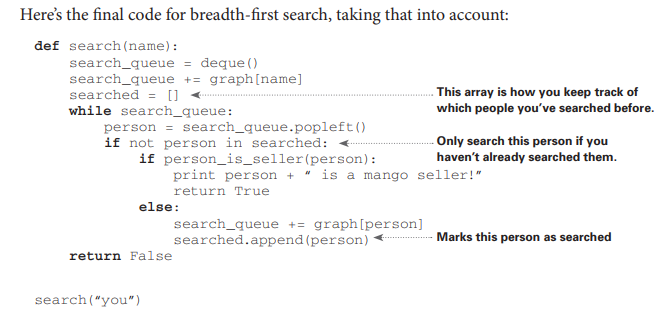 Here's the final code for breadth-first search, taking that into account:
def search(name):
    search_queue = deque()
    search_queue += graph[name]
    searched = []
This array is how you keep track of
which people you've searched before.
    while search_queue:
        person = search_queue.popleft()
        if not person in searched:
Only search this person if you
haven't already searched them.
            if person_is_seller(person):
                print person + “ is a mango seller!”
                return True
            else:
                search_queue += graph[person]
                searched.append(person)
Marks this person as searched
    return False
search(“you”)